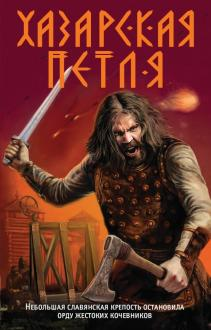 ХАЗАРСКАЯ
ПЕТЛЯ
НЕБОЛЬШАЯ СЛАВЯНСКАЯ КРЕПОСТЬ ОСТАНОВИЛА
ОРДУ ЖЕСТОКИХ КОЧЕВНИКОВ